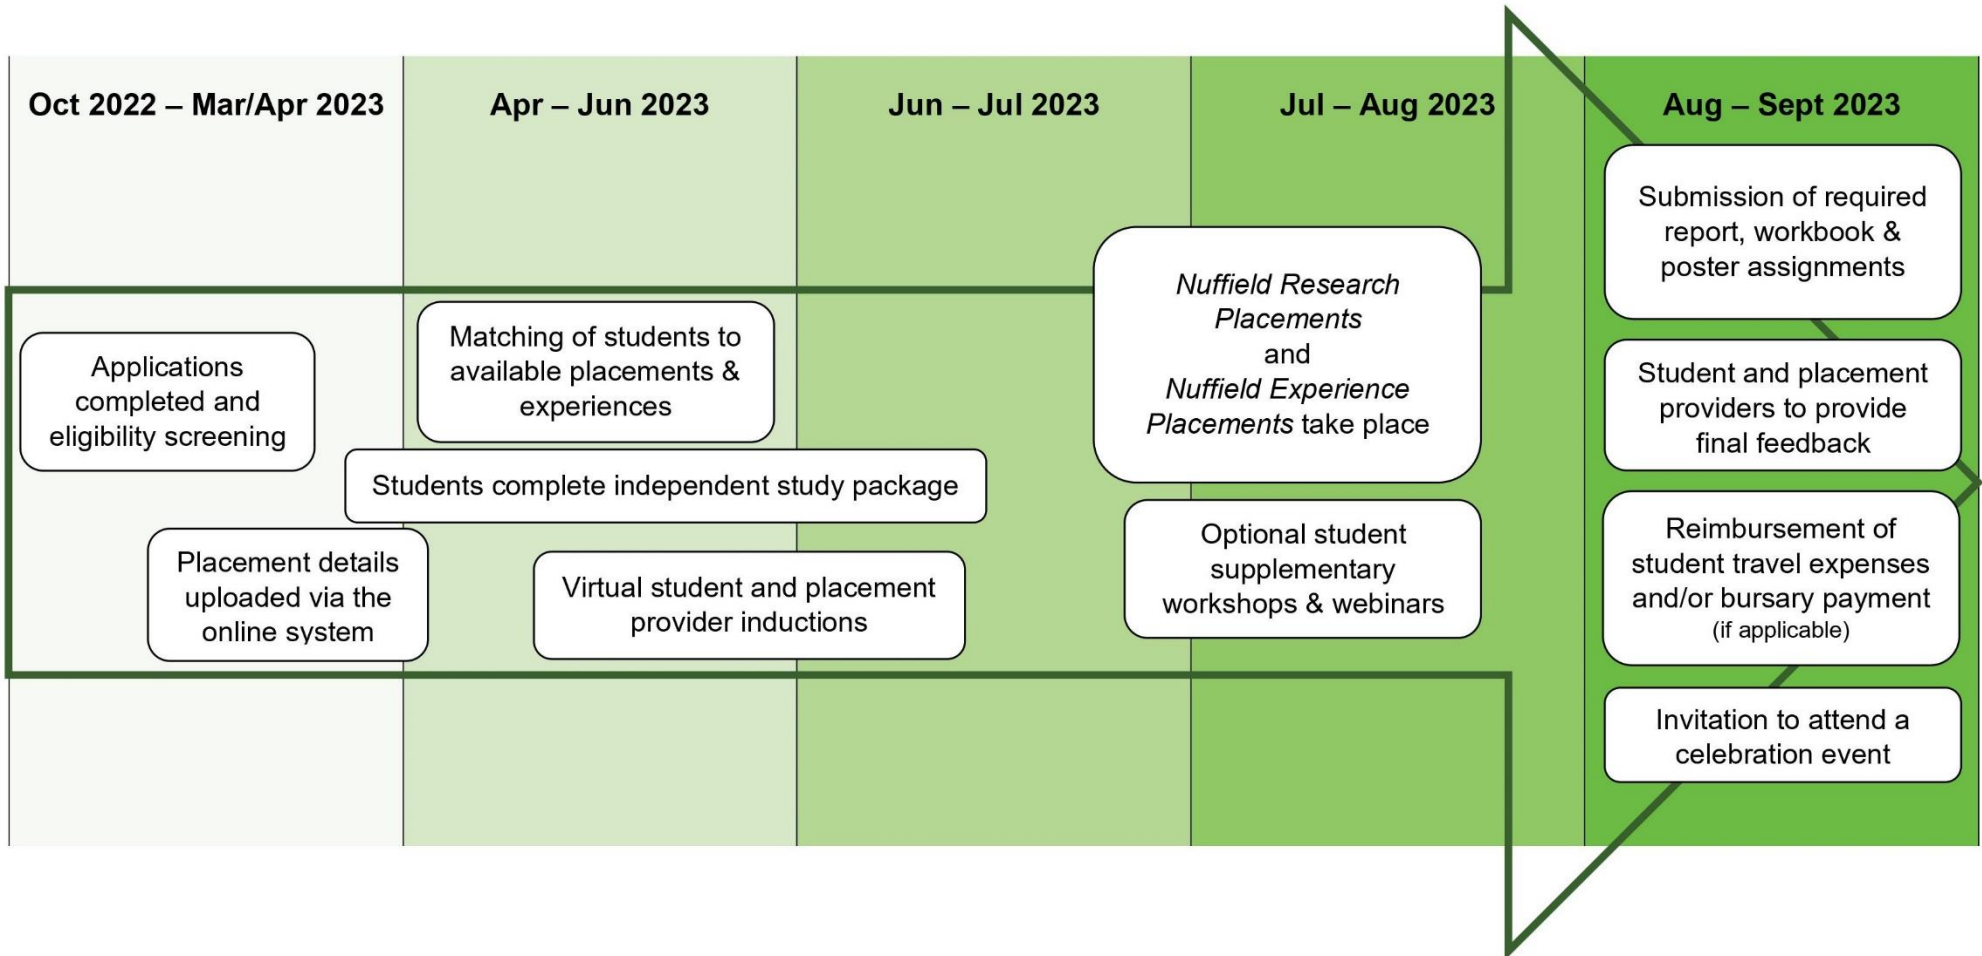 Oct 2022 – Mar/Apr 2023
Apr – Jun 2023
Jun – Jul 2023
Jul – Aug 2023
Aug – Sept 2023
Applications
completed and
eligibility screening
Placement details
uploaded via the
online system
Matching of students to
available placements &
experiences
Students complete independent study package
Virtual student and placement
provider inductions
Nuffield Research
Placements
and
Nuffield Experience
Placements take place
Optional student
supplementary
workshops & webinars
Submission of required
report, workbook &
poster assignments
Student and placement
providers to provide
final feedback
Reimbursement of
student travel expenses
and/or bursary payment
(if applicable)
Invitation to attend a
celebration event